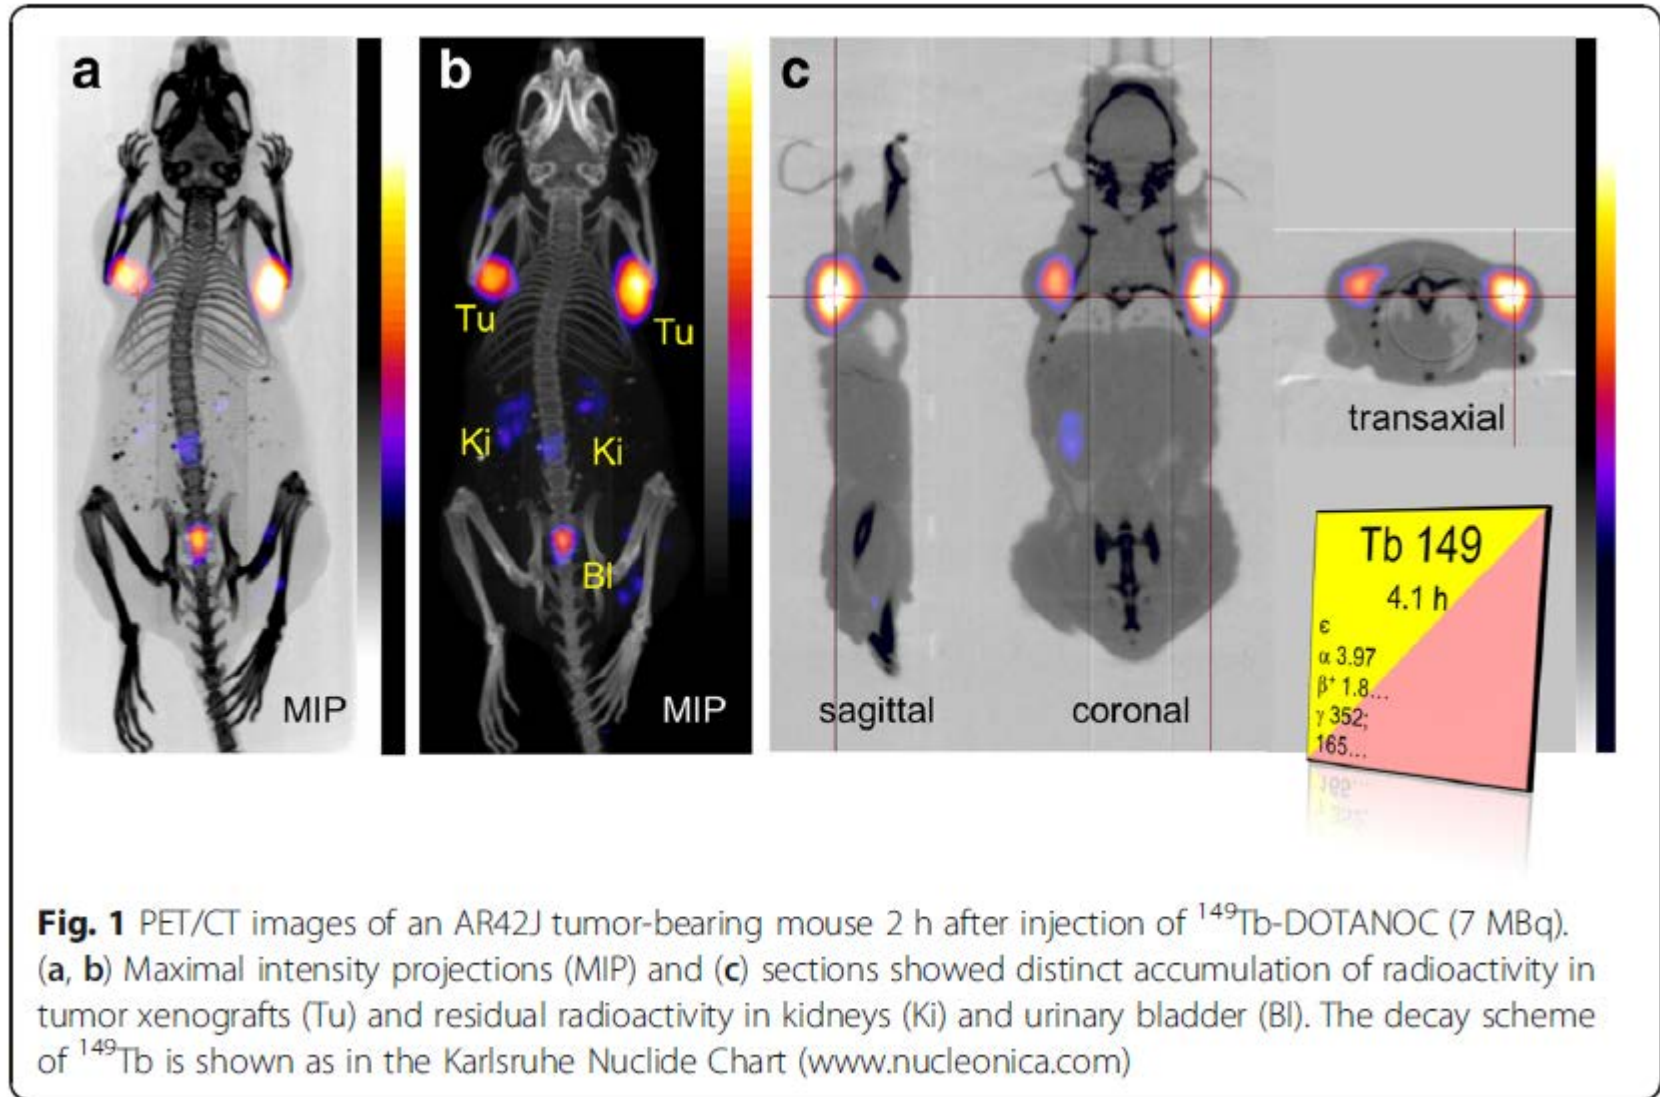 a
b
c
Tu
Tu
Ki
Ki
Bl
MIP
MIP
sagittal
coronal
transaxial
Tb 149
4.1 h
ε
α 3.97
β⁺ 1.8...
γ 352;
165...
Fig. 1 PET/CT images of an AR42J tumor-bearing mouse 2 h after injection of ¹⁴⁹Tb-DOTANOC (7 MBq).
(a, b) Maximal intensity projections (MIP) and (c) sections showed distinct accumulation of radioactivity in
tumor xenografts (Tu) and residual radioactivity in kidneys (Ki) and urinary bladder (Bl). The decay scheme
of ¹⁴⁹Tb is shown as in the Karlsruhe Nuclide Chart (www.nucleonica.com)